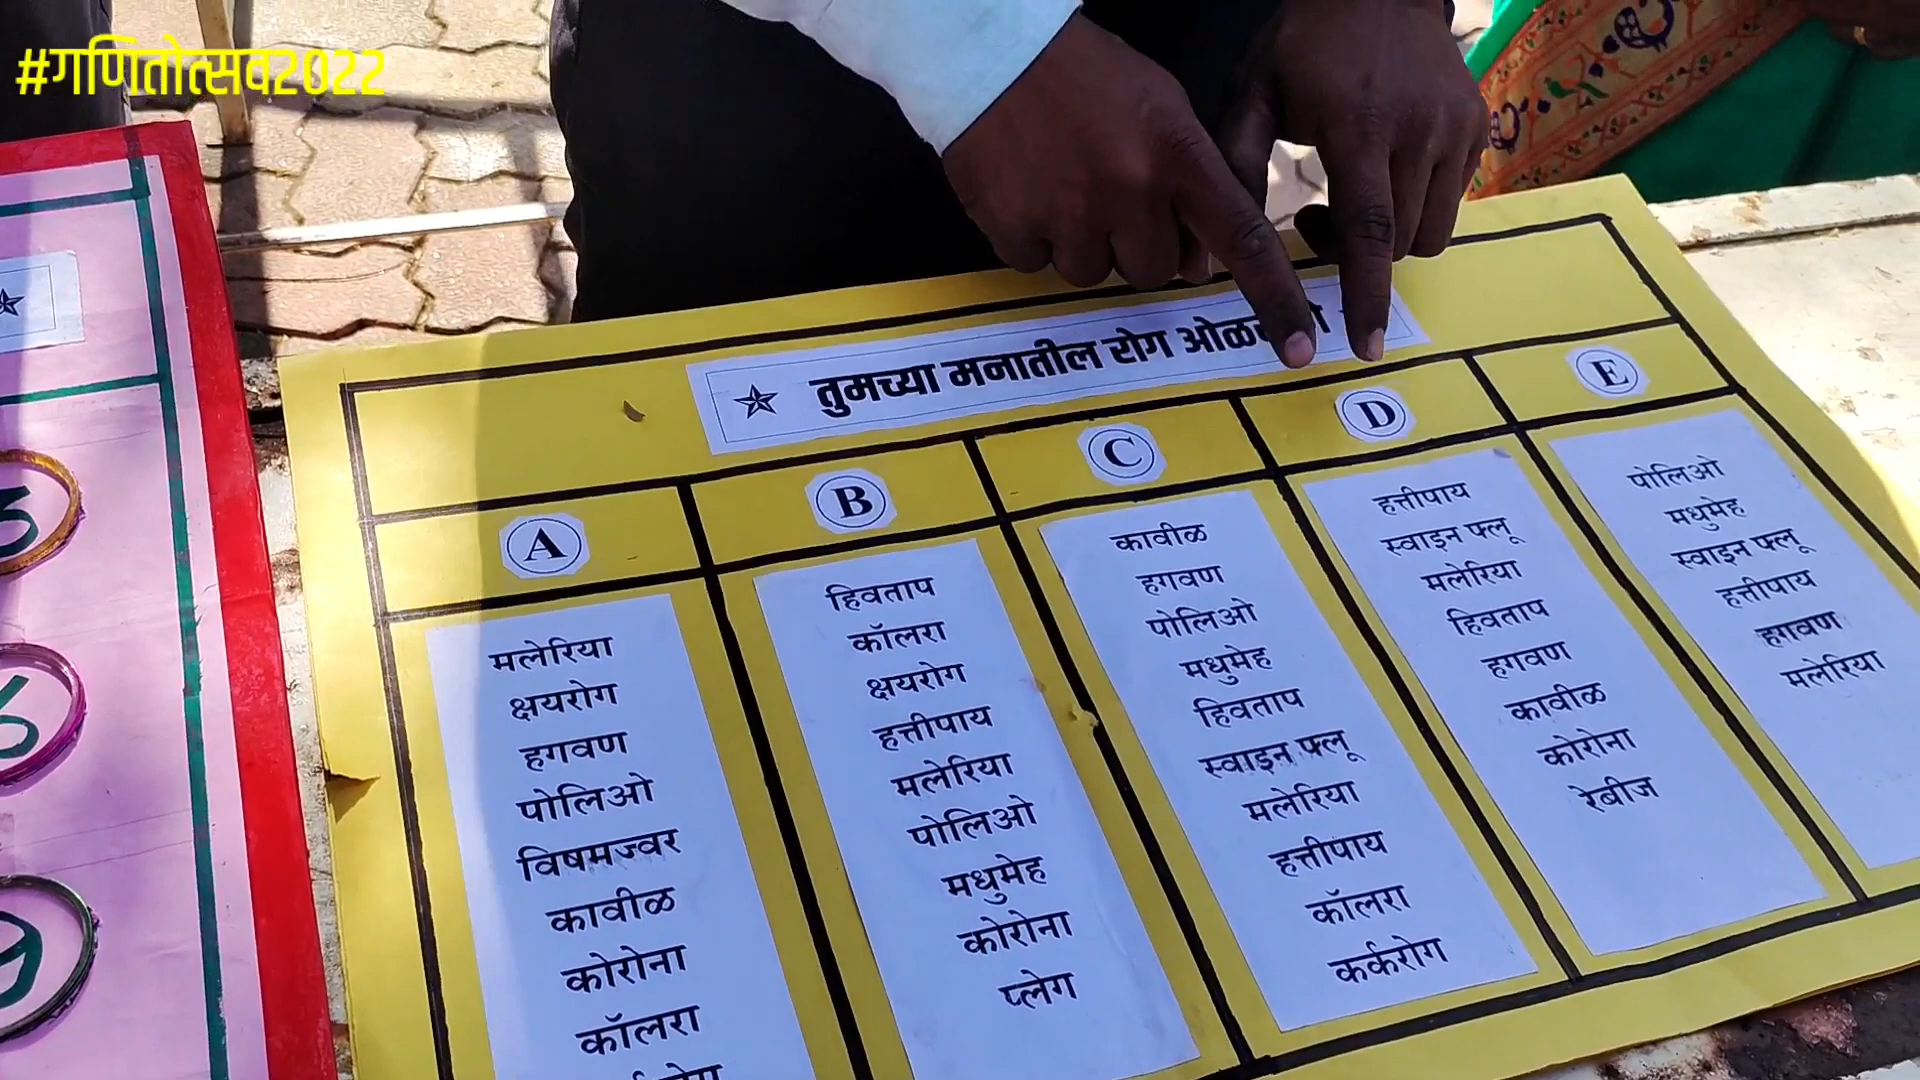 #गणितोत्सव2022
तुमच्या मनातील रोग
A
मलेरिया
क्षयरोग
हगवण
पोलिओ
विषमज्वर
कावीळ
कोरोना
कॉलरा
B
हिवताप
कॉलरा
क्षयरोग
हत्तीपाय
मलेरिया
पोलिओ
मधुमेह
कोरोना
प्लेग
C
कावीळ
हगवण
पोलिओ
मधुमेह
हिवताप
स्वाइन फ्लू
मलेरिया
हत्तीपाय
कॉलरा
कर्करोग
D
हत्तीपाय
स्वाइन फ्लू
मलेरिया
हिवताप
हगवण
कावीळ
कोरोना
रेबीज
E
पोलिओ
मधुमेह
स्वाइन फ्लू
हत्तीपाय
हगवण
मलेरिया